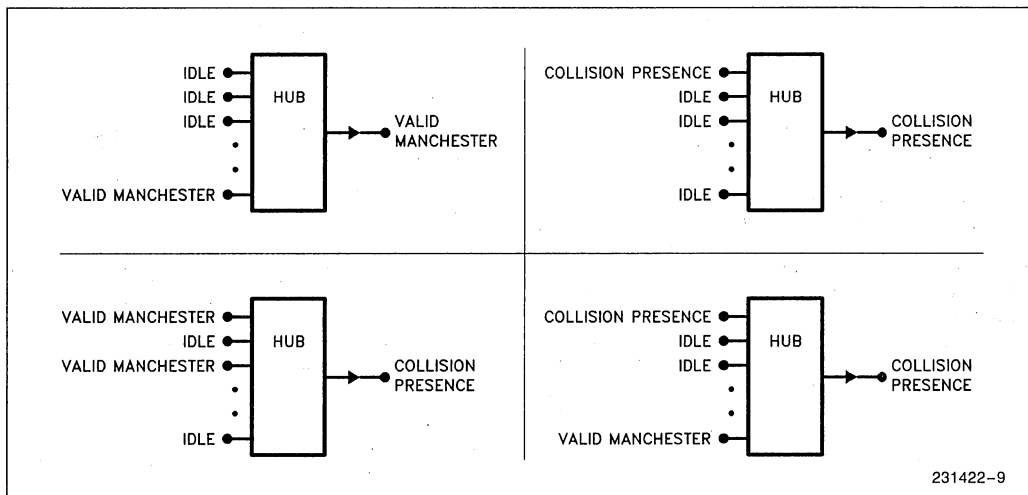 IDLE
IDLE
IDLE
VALID MANCHESTER
HUB
VALID
MANCHESTER
COLLISION PRESENCE
IDLE
IDLE
IDLE
HUB
COLLISION
PRESENCE
VALID MANCHESTER
IDLE
VALID MANCHESTER
IDLE
HUB
COLLISION
PRESENCE
COLLISION PRESENCE
IDLE
IDLE
VALID MANCHESTER
HUB
COLLISION
PRESENCE
231422-9